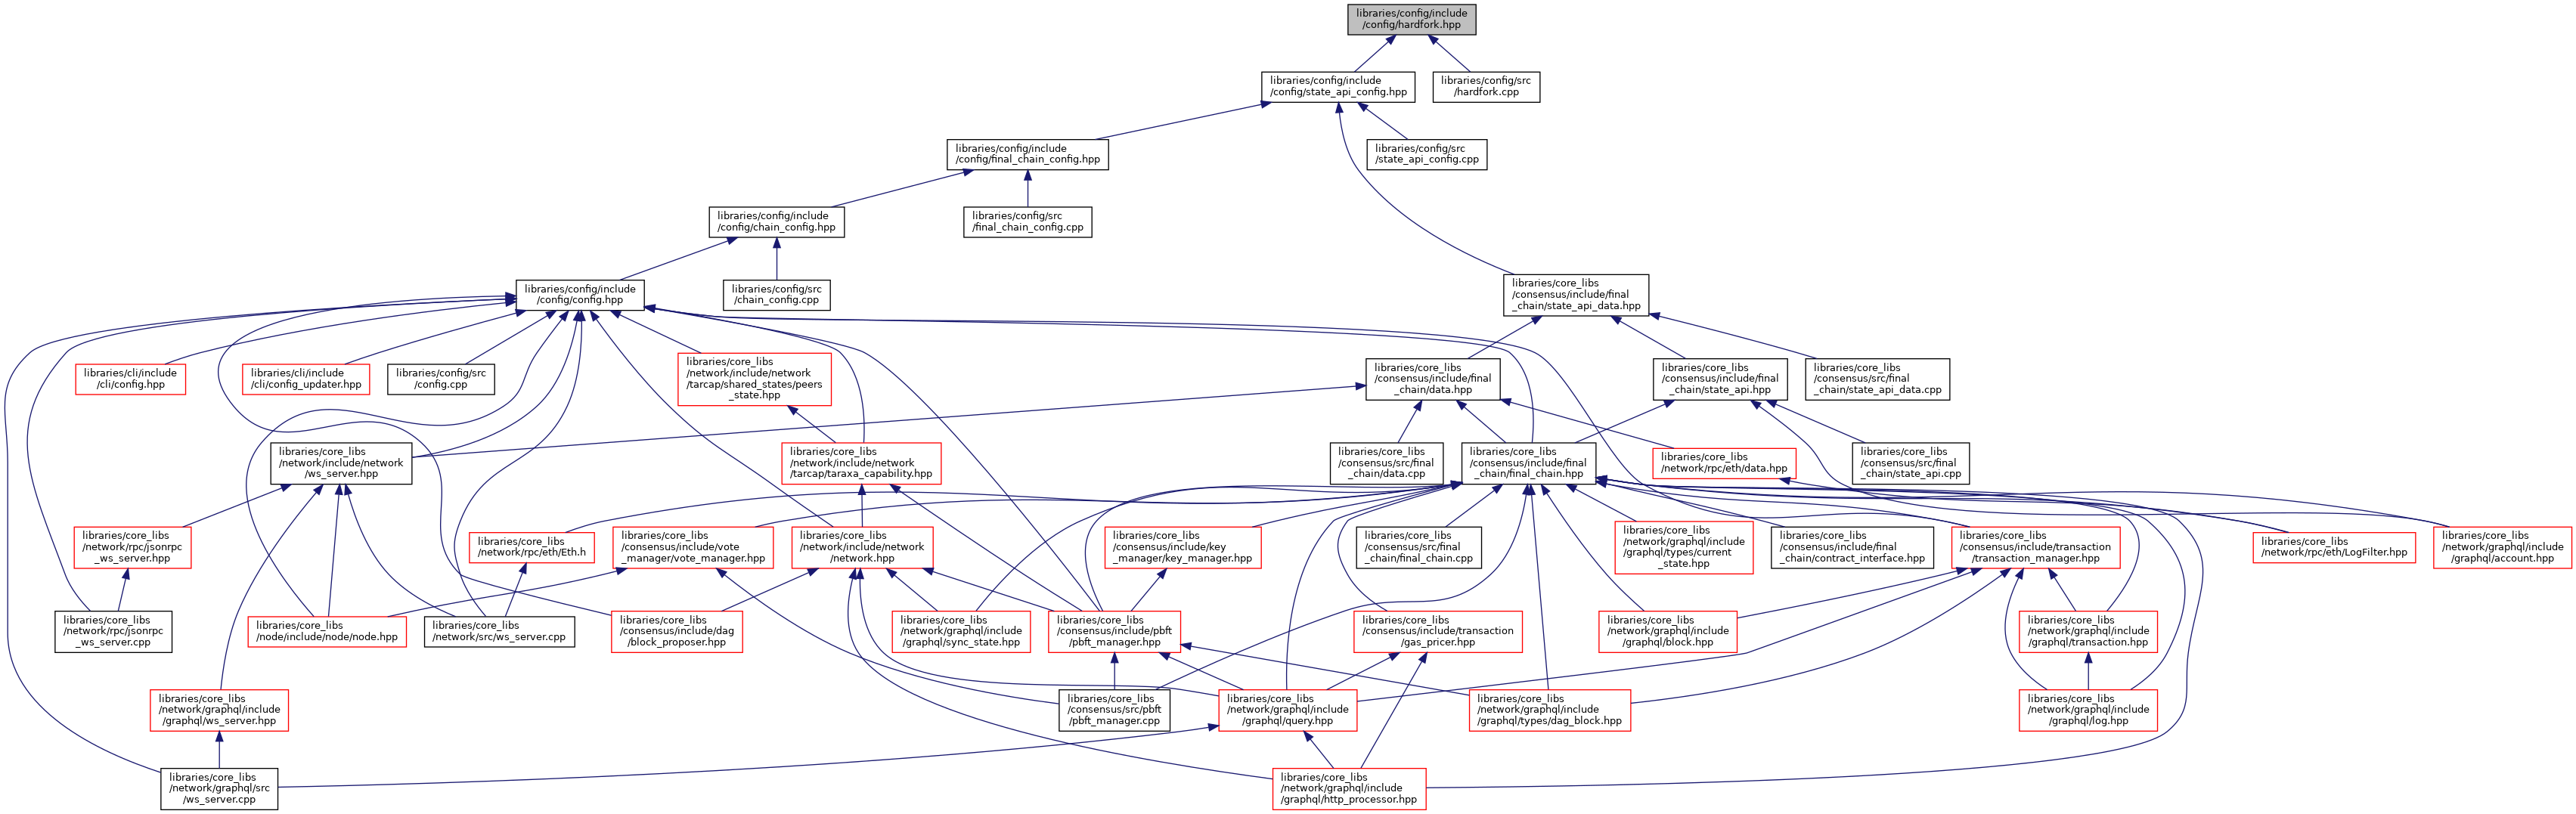 libraries/config/include
/config/hardfork.hpp
libraries/config/include
/config/state_api_config.hpp
libraries/config/src
/hardfork.cpp
libraries/config/include
/config/final_chain_config.hpp
libraries/config/src
/state_api_config.cpp
libraries/config/include
/config/chain_config.hpp
libraries/config/src
/final_chain_config.cpp
libraries/config/include
/config/config.hpp
libraries/config/src
/chain_config.cpp
libraries/core_libs
/consensus/include/final
_chain/state_api_data.hpp
libraries/cli/include
/cli/config.hpp
libraries/cli/include
/cli/config_updater.hpp
libraries/config/src
/config.cpp
libraries/core_libs
/network/include/network
/tarcap/shared_states/peers
_state.hpp
libraries/core_libs
/consensus/include/final
_chain/data.hpp
libraries/core_libs
/consensus/include/final
_chain/state_api.hpp
libraries/core_libs
/consensus/src/final
_chain/state_api_data.cpp
libraries/core_libs
/network/include/network
/ws_server.hpp
libraries/core_libs
/network/include/network
/tarcap/taraxa_capability.hpp
libraries/core_libs
/consensus/src/final
_chain/data.cpp
libraries/core_libs
/consensus/include/final
_chain/final_chain.hpp
libraries/core_libs
/network/rpc/eth/data.hpp
libraries/core_libs
/consensus/src/final
_chain/state_api.cpp
libraries/core_libs
/network/rpc/jsonrpc
_ws_server.hpp
libraries/core_libs
/network/rpc/eth/Eth.h
libraries/core_libs
/consensus/include/vote
_manager/vote_manager.hpp
libraries/core_libs
/network/include/network
/network.hpp
libraries/core_libs
/consensus/include/key
_manager/key_manager.hpp
libraries/core_libs
/consensus/src/final
_chain/final_chain.cpp
libraries/core_libs
/network/graphql/include
/graphql/types/current
_state.hpp
libraries/core_libs
/consensus/include/final
_chain/contract_interface.hpp
libraries/core_libs
/consensus/include/transaction
/transaction_manager.hpp
libraries/core_libs
/network/rpc/eth/LogFilter.hpp
libraries/core_libs
/network/graphql/include
/graphql/account.hpp
libraries/core_libs
/network/rpc/jsonrpc
_ws_server.cpp
libraries/core_libs
/node/include/node/node.hpp
libraries/core_libs
/network/src/ws_server.cpp
libraries/core_libs
/consensus/include/dag
/block_proposer.hpp
libraries/core_libs
/network/graphql/include
/graphql/sync_state.hpp
libraries/core_libs
/consensus/include/pbft
/pbft_manager.hpp
libraries/core_libs
/consensus/include/transaction
/gas_pricer.hpp
libraries/core_libs
/network/graphql/include
/graphql/block.hpp
libraries/core_libs
/network/graphql/include
/graphql/transaction.hpp
libraries/core_libs
/network/graphql/include
/graphql/ws_server.hpp
libraries/core_libs
/consensus/src/pbft
/pbft_manager.cpp
libraries/core_libs
/network/graphql/include
/graphql/query.hpp
libraries/core_libs
/network/graphql/include
/graphql/types/dag_block.hpp
libraries/core_libs
/network/graphql/include
/graphql/log.hpp
libraries/core_libs
/network/graphql/src
/ws_server.cpp
libraries/core_libs
/network/graphql/include
/graphql/http_processor.hpp